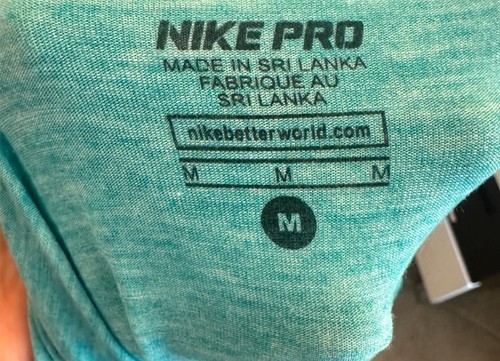 NIKE PRO
MADE IN SRI LANKA
FABRIQUE AU
SRI LANKA
nikebetterworld.com
M M M
M